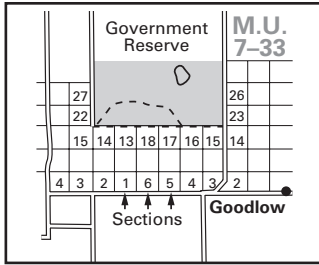 Government
Reserve
M.U.
7–33
27
26
22
23
15 14 13 18 17 16 15 14
4 3 2 1 6 5 4 3 2
Sections
Goodlow